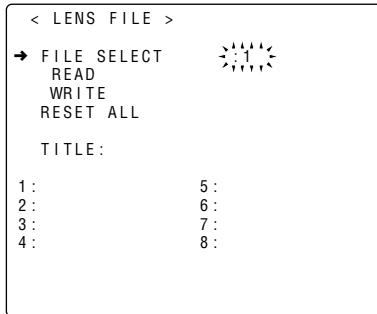 < LENS FILE >
➔ FILE SELECT :1
READ
WRITE
RESET ALL
TITLE:
1: 5:
2: 6:
3: 7:
4: 8: